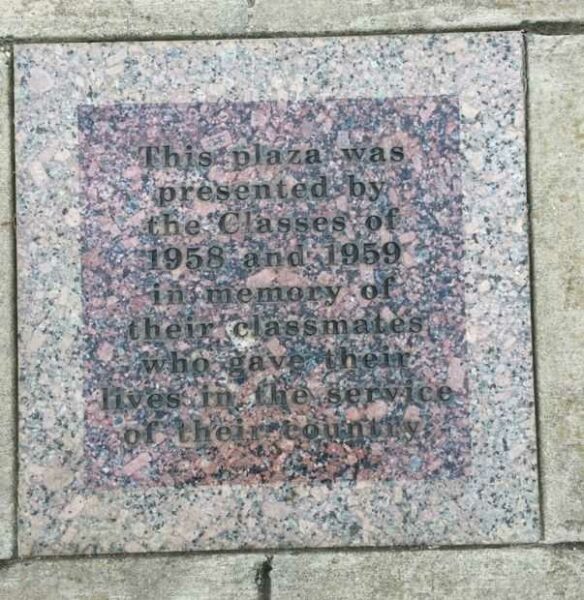 This plaza was
presented by
the Classes of
1958 and 1959
in memory of
their classmates
who gave their
lives in the service
of their country.